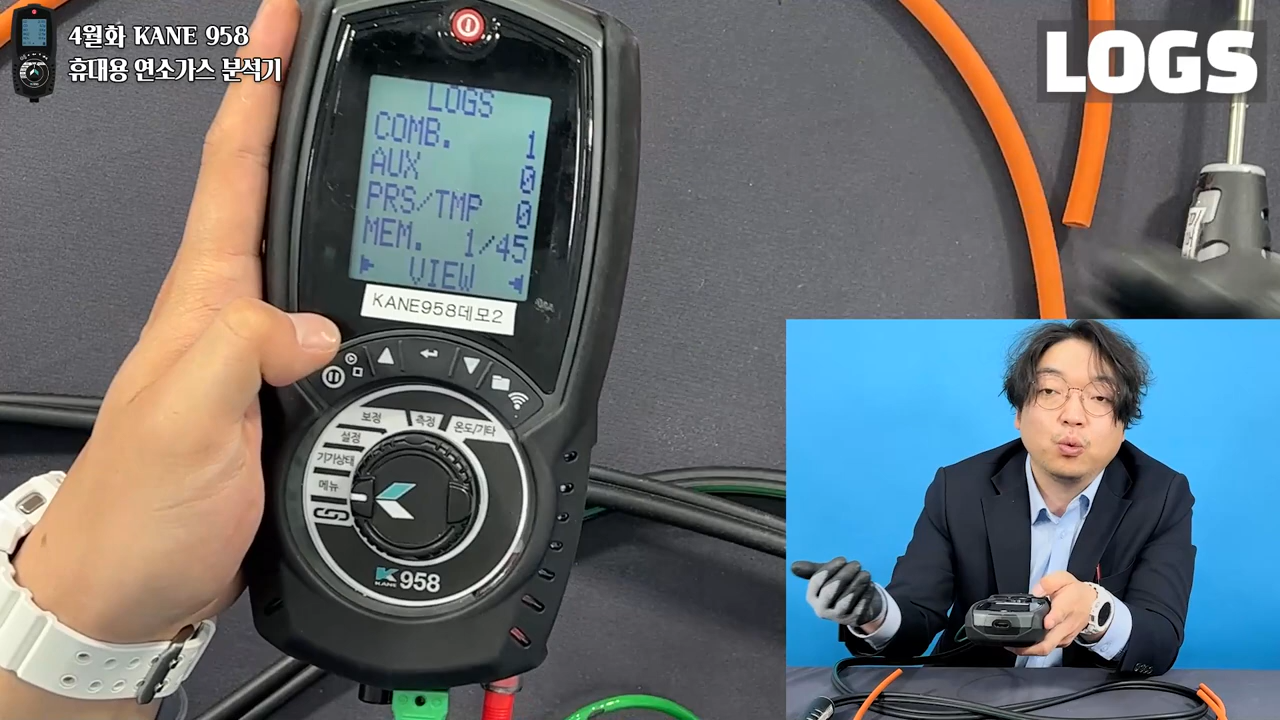 4월화 KANE 958
휴대용 연소가스 분석기
LOGS
LOGS
COMB. 1
AUX 0
PRS/TMP 0
MEM. 1/45
VIEW
KANE958데모2
보정
측정
온도/기타
설정
기기상태
메뉴
KANE
958